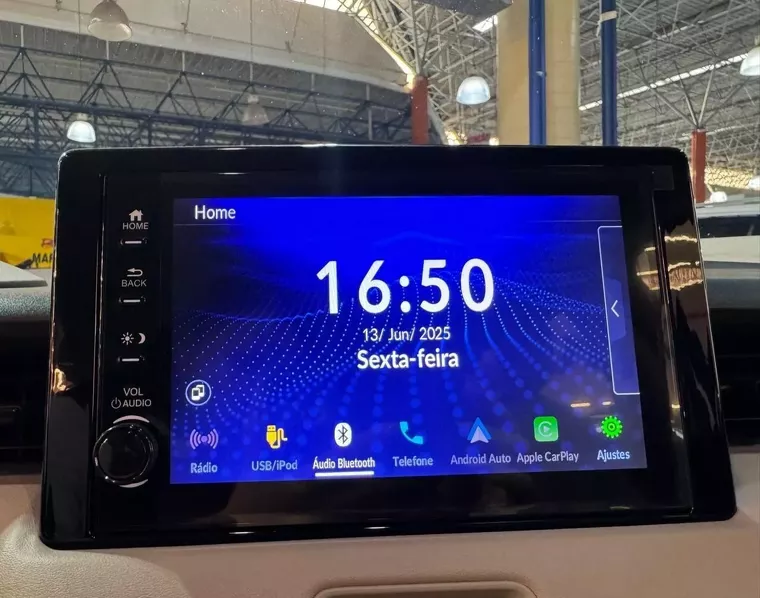 Home
HOME
BACK
VOL
AUDIO
16:50
13/ Jun/ 2025
Sexta-feira
Rádio
USB/iPod
Áudio Bluetooth
Telefone
Android Auto
Apple CarPlay
Ajustes